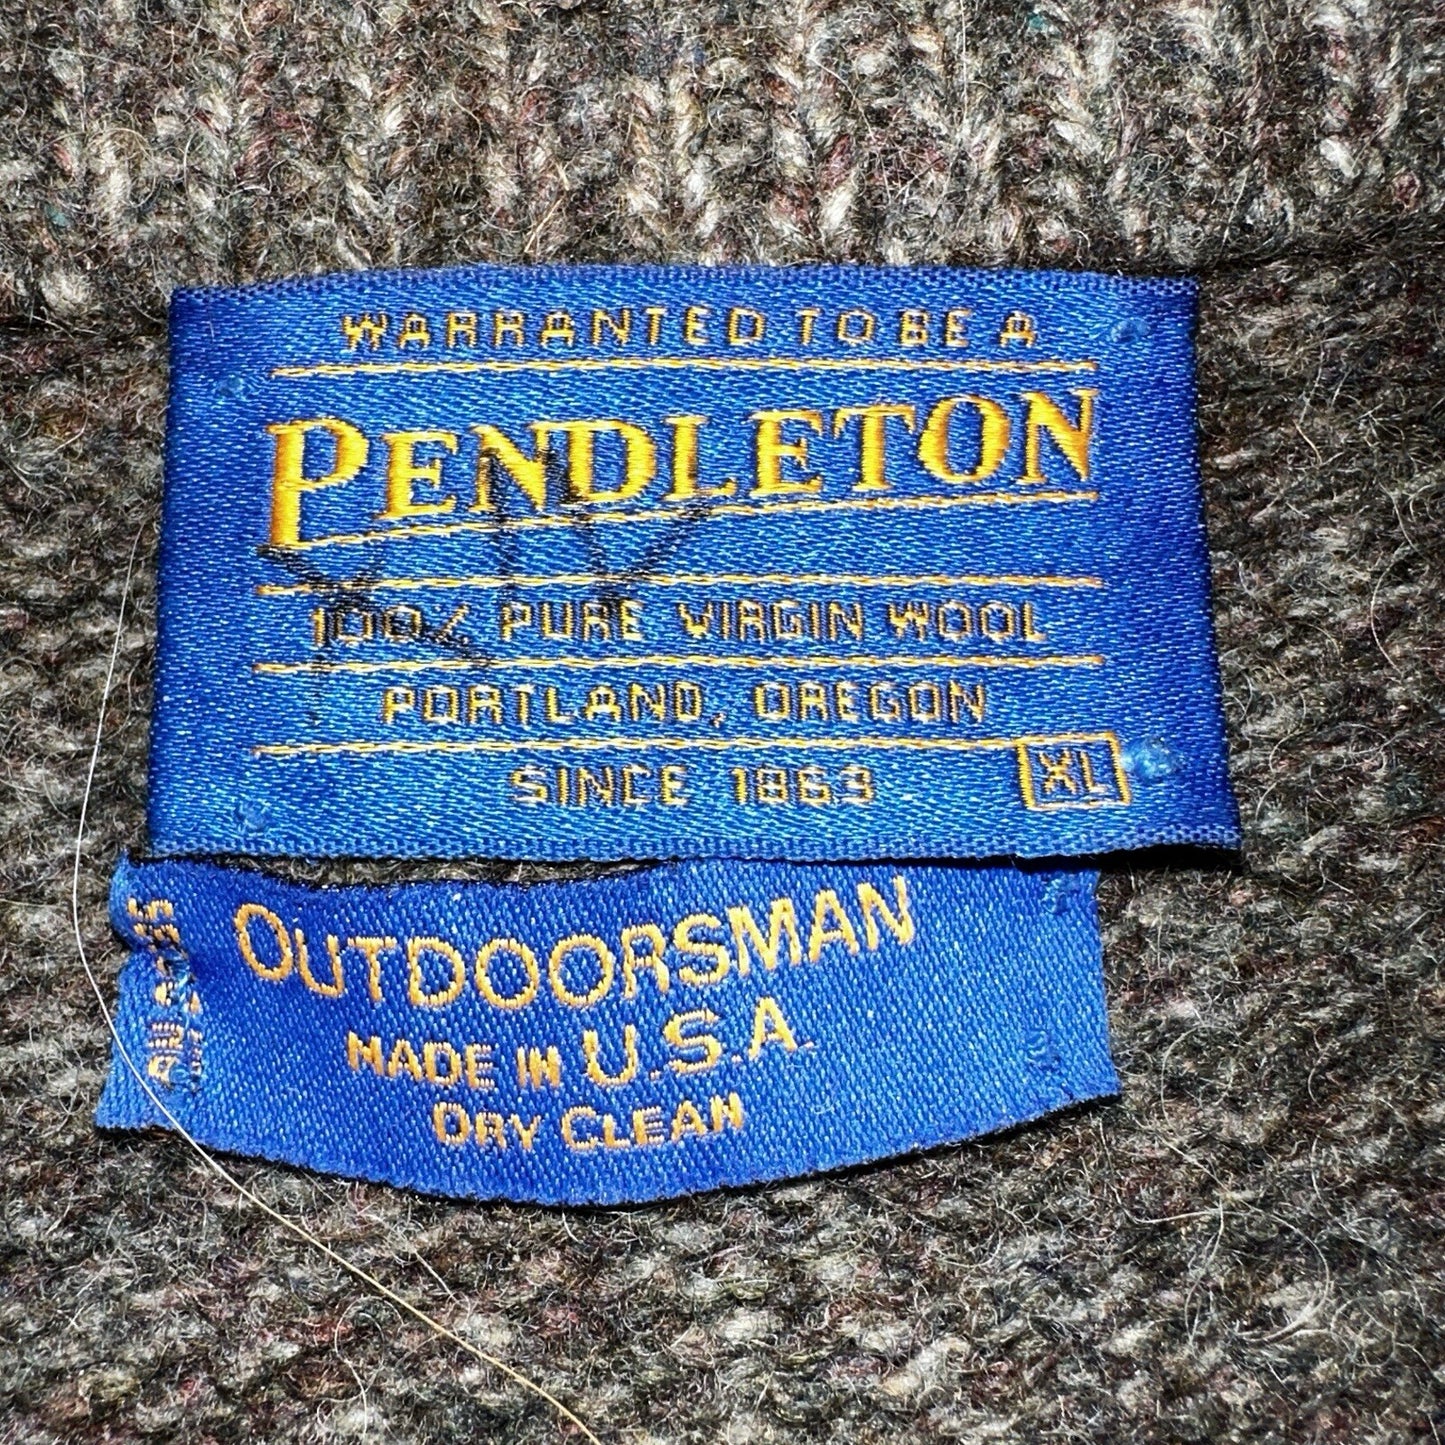 WARRANTED TO BE A
PENDLETON
100% PURE VIRGIN WOOL
PORTLAND, OREGON
SINCE 1863
XL
OUTDOORSMAN
MADE IN U.S.A.
DRY CLEAN